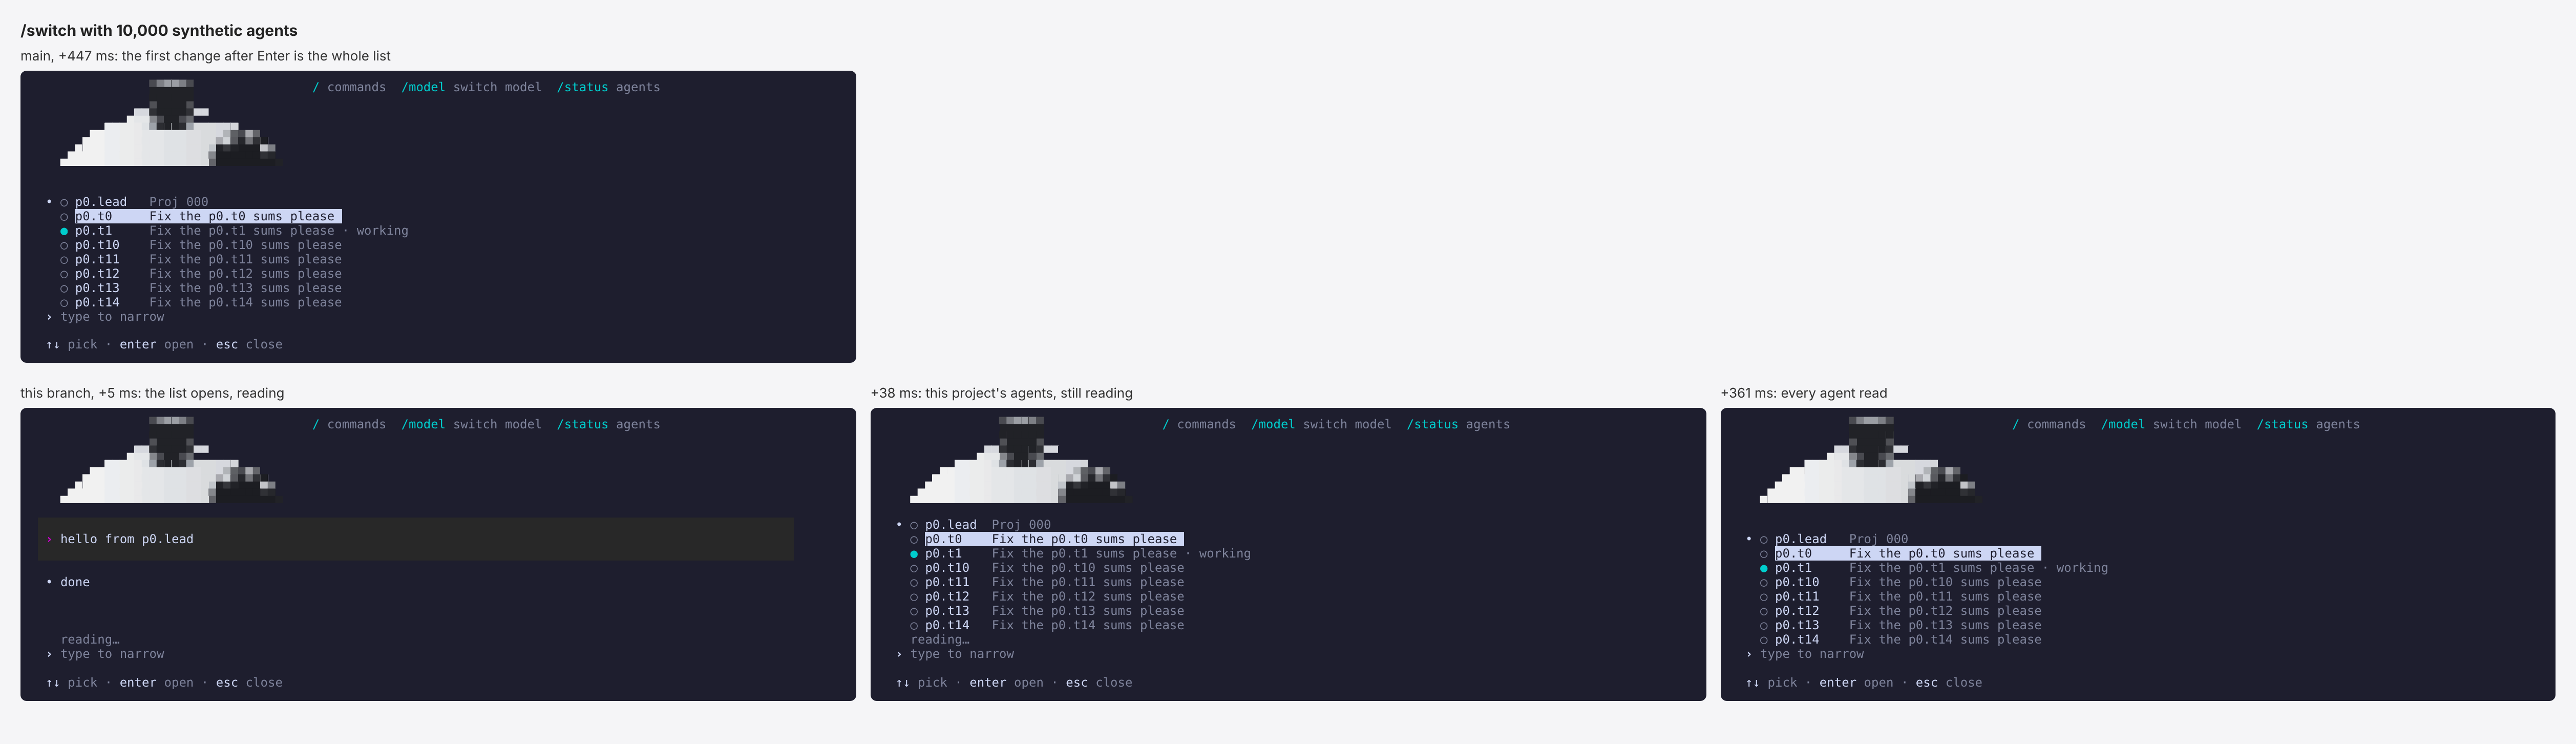 /switch with 10,000 synthetic agents
main, +447 ms: the first change after Enter is the whole list
/ commands  /model switch model  /status agents
• ○ p0.lead   Proj 000
○ p0.t0     Fix the p0.t0 sums please
● p0.t1     Fix the p0.t1 sums please · working
○ p0.t10    Fix the p0.t10 sums please
○ p0.t11    Fix the p0.t11 sums please
○ p0.t12    Fix the p0.t12 sums please
○ p0.t13    Fix the p0.t13 sums please
○ p0.t14    Fix the p0.t14 sums please
› type to narrow
↑↓ pick · enter open · esc close
this branch, +5 ms: the list opens, reading
/ commands  /model switch model  /status agents
› hello from p0.lead
• done
reading…
› type to narrow
↑↓ pick · enter open · esc close
+38 ms: this project's agents, still reading
/ commands  /model switch model  /status agents
• ○ p0.lead  Proj 000
○ p0.t0    Fix the p0.t0 sums please
● p0.t1    Fix the p0.t1 sums please · working
○ p0.t10   Fix the p0.t10 sums please
○ p0.t11   Fix the p0.t11 sums please
○ p0.t12   Fix the p0.t12 sums please
○ p0.t13   Fix the p0.t13 sums please
○ p0.t14   Fix the p0.t14 sums please
reading…
› type to narrow
↑↓ pick · enter open · esc close
+361 ms: every agent read
/ commands  /model switch model  /status agents
• ○ p0.lead   Proj 000
○ p0.t0     Fix the p0.t0 sums please
● p0.t1     Fix the p0.t1 sums please · working
○ p0.t10    Fix the p0.t10 sums please
○ p0.t11    Fix the p0.t11 sums please
○ p0.t12    Fix the p0.t12 sums please
○ p0.t13    Fix the p0.t13 sums please
○ p0.t14    Fix the p0.t14 sums please
› type to narrow
↑↓ pick · enter open · esc close